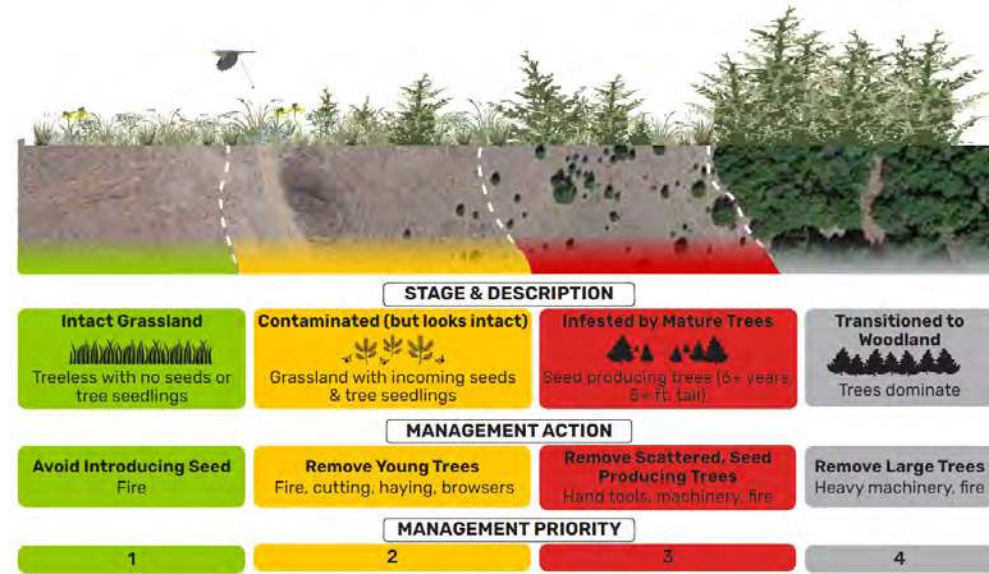 STAGE & DESCRIPTION
Intact Grassland
Treeless with no seeds or
tree seedlings
Contaminated (but looks intact)
Grassland with incoming seeds
& tree seedlings
Infested by Mature Trees
Seed producing trees (6+ years,
5+ ft. tall)
Transitioned to
Woodland
Trees dominate
MANAGEMENT ACTION
Avoid Introducing Seed
Fire
Remove Young Trees
Fire, cutting, haying, browsers
Remove Scattered, Seed
Producing Trees
Hand tools, machinery, fire
Remove Large Trees
Heavy machinery, fire
MANAGEMENT PRIORITY
1
2
3
4